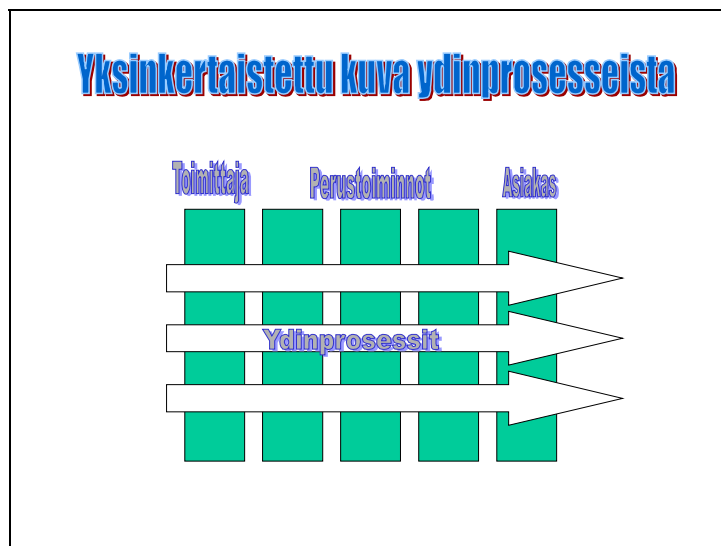 Yksinkertaistettu kuva ydinprosesseista
Toimittaja Perustoiminnot Asiakas
Ydinprosessit